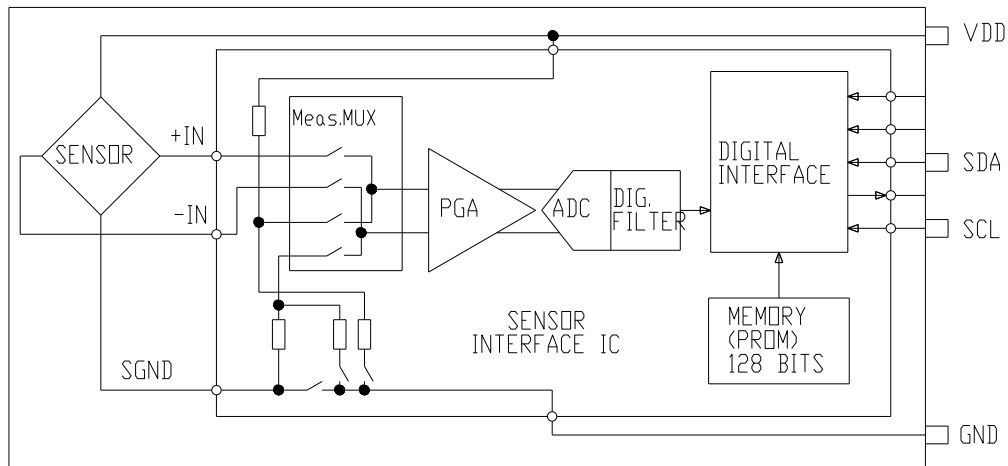 VDD
Meas.MUX
+IN
SENSOR
-IN
PGA
ADC
DIG.
FILTER
DIGITAL
INTERFACE
SDA
SCL
SENSOR
INTERFACE IC
MEMORY
(PROM)
128 BITS
SGND
GND